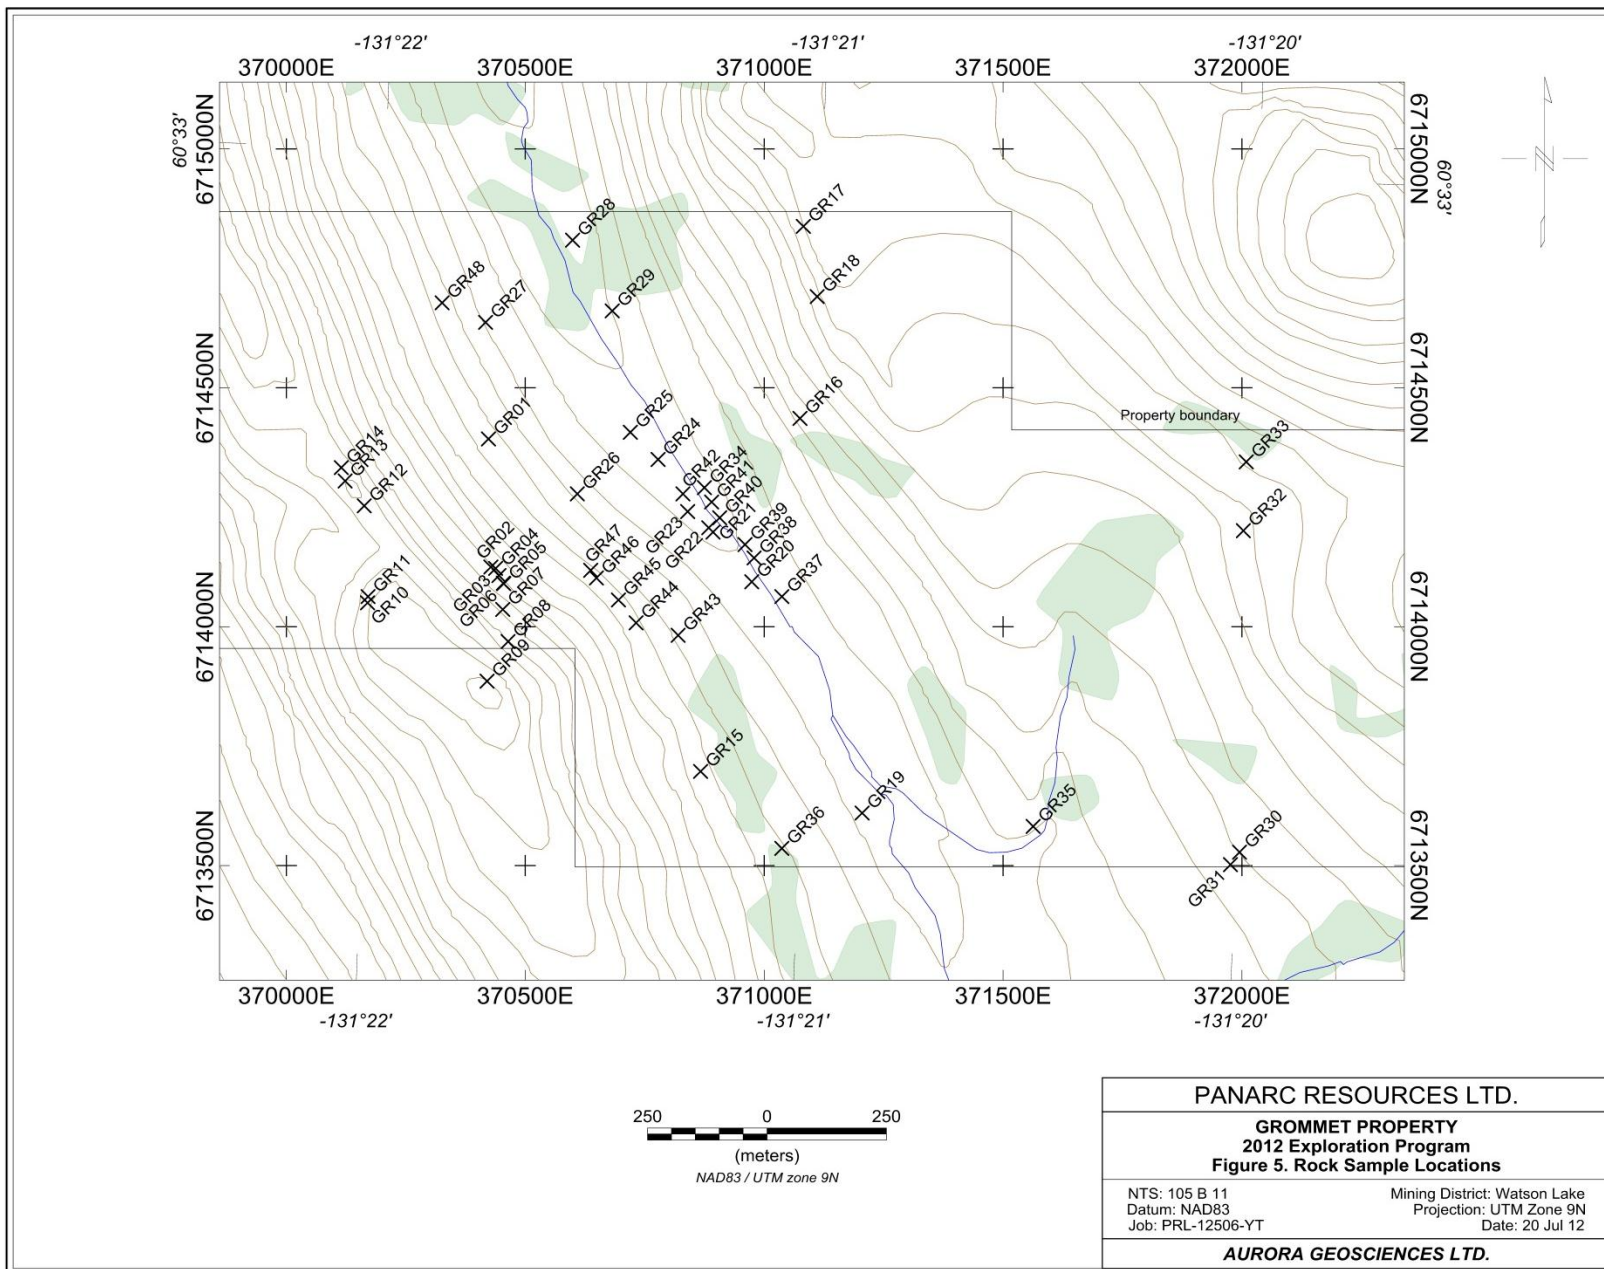 -131°22' -131°21' -131°20'
370000E 370500E 371000E 371500E 372000E
60°33'
6715000N
6715000N
60°33'
GR17
GR28
GR18
GR48
GR27
GR29
6714500N
6714500N
GR01
GR25
GR16
Property boundary
GR24
GR33
GR14
GR13
GR12
GR26
GR42
GR34
GR41
GR40
GR32
GR23
GR22
GR21
GR39
GR38
GR20
GR37
GR02
GR04
GR05
GR03
GR06
GR07
GR08
GR09
GR11
GR10
GR47
GR46
GR45
GR44
GR43
6714000N
6714000N
GR15
GR19
GR36
GR35
GR30
GR31
6713500N
6713500N
370000E 370500E 371000E 371500E 372000E
-131°22' -131°21' -131°20'
N
250 0 250
(meters)
NAD83 / UTM zone 9N
PANARC RESOURCES LTD.
GROMMET PROPERTY
2012 Exploration Program
Figure 5. Rock Sample Locations
NTS: 105 B 11 Mining District: Watson Lake
Datum: NAD83 Projection: UTM Zone 9N
Job: PRL-12506-YT Date: 20 Jul 12
AURORA GEOSCIENCES LTD.